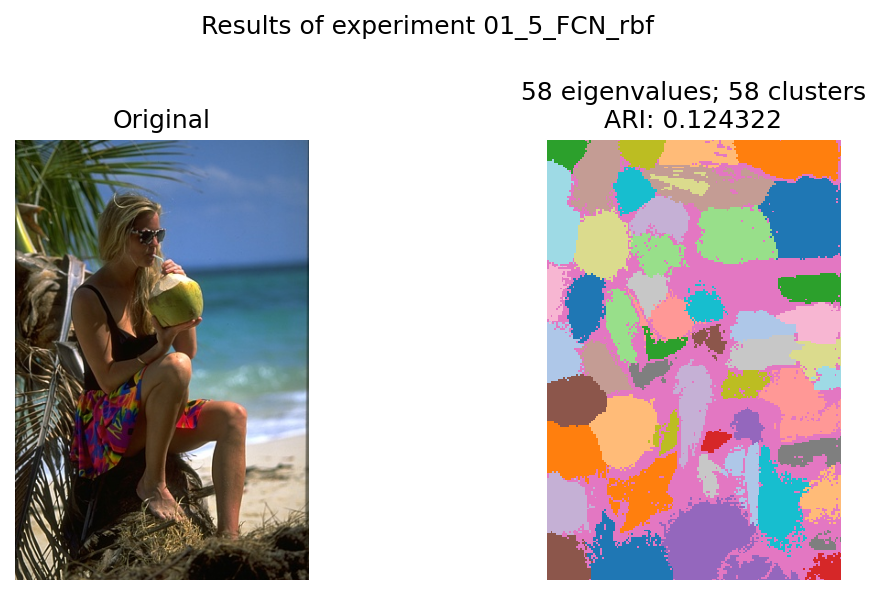 Results of experiment 01_5_FCN_rbf
Original
58 eigenvalues; 58 clusters
ARI: 0.124322